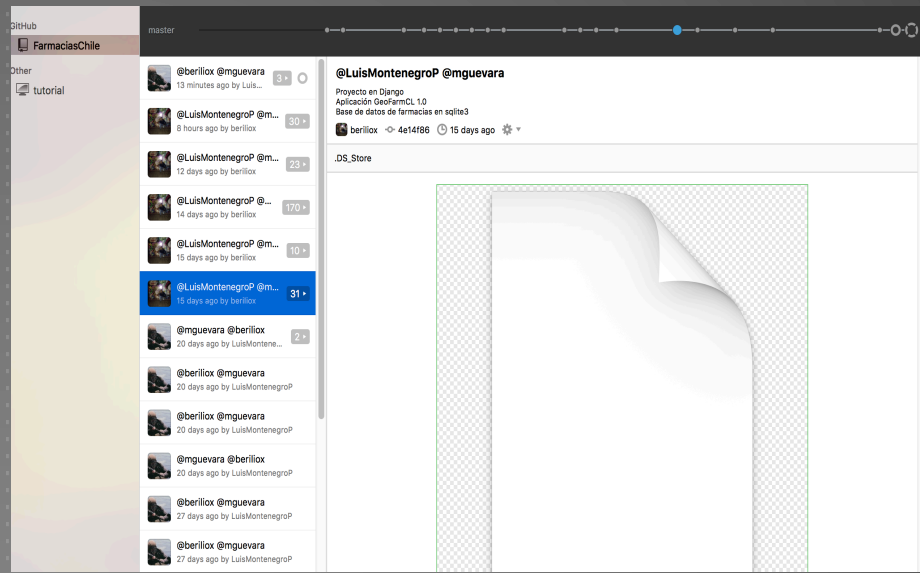 GitHub
FarmaciasChile
Other
tutorial
master
@beriliox @mguevara
13 minutes ago by Luis...
3
@LuisMontenegroP @m...
8 hours ago by beriliox
30
@LuisMontenegroP @m...
12 days ago by beriliox
23
@LuisMontenegroP @...
14 days ago by beriliox
170
@LuisMontenegroP @m...
15 days ago by beriliox
10
@LuisMontenegroP @m...
15 days ago by beriliox
31
@mguevara @beriliox
20 days ago by LuisMontene...
2
@beriliox @mguevara
20 days ago by LuisMontenegroP
@beriliox @mguevara
20 days ago by LuisMontenegroP
@mguevara @beriliox
20 days ago by LuisMontenegroP
@beriliox @mguevara
27 days ago by LuisMontenegroP
@beriliox @mguevara
27 days ago by LuisMontenegroP
@LuisMontenegroP @mguevara
Proyecto en Django
Aplicación GeoFarmCL 1.0
Base de datos de farmacias en sqlite3
beriliox 4e14f86 15 days ago
.DS_Store